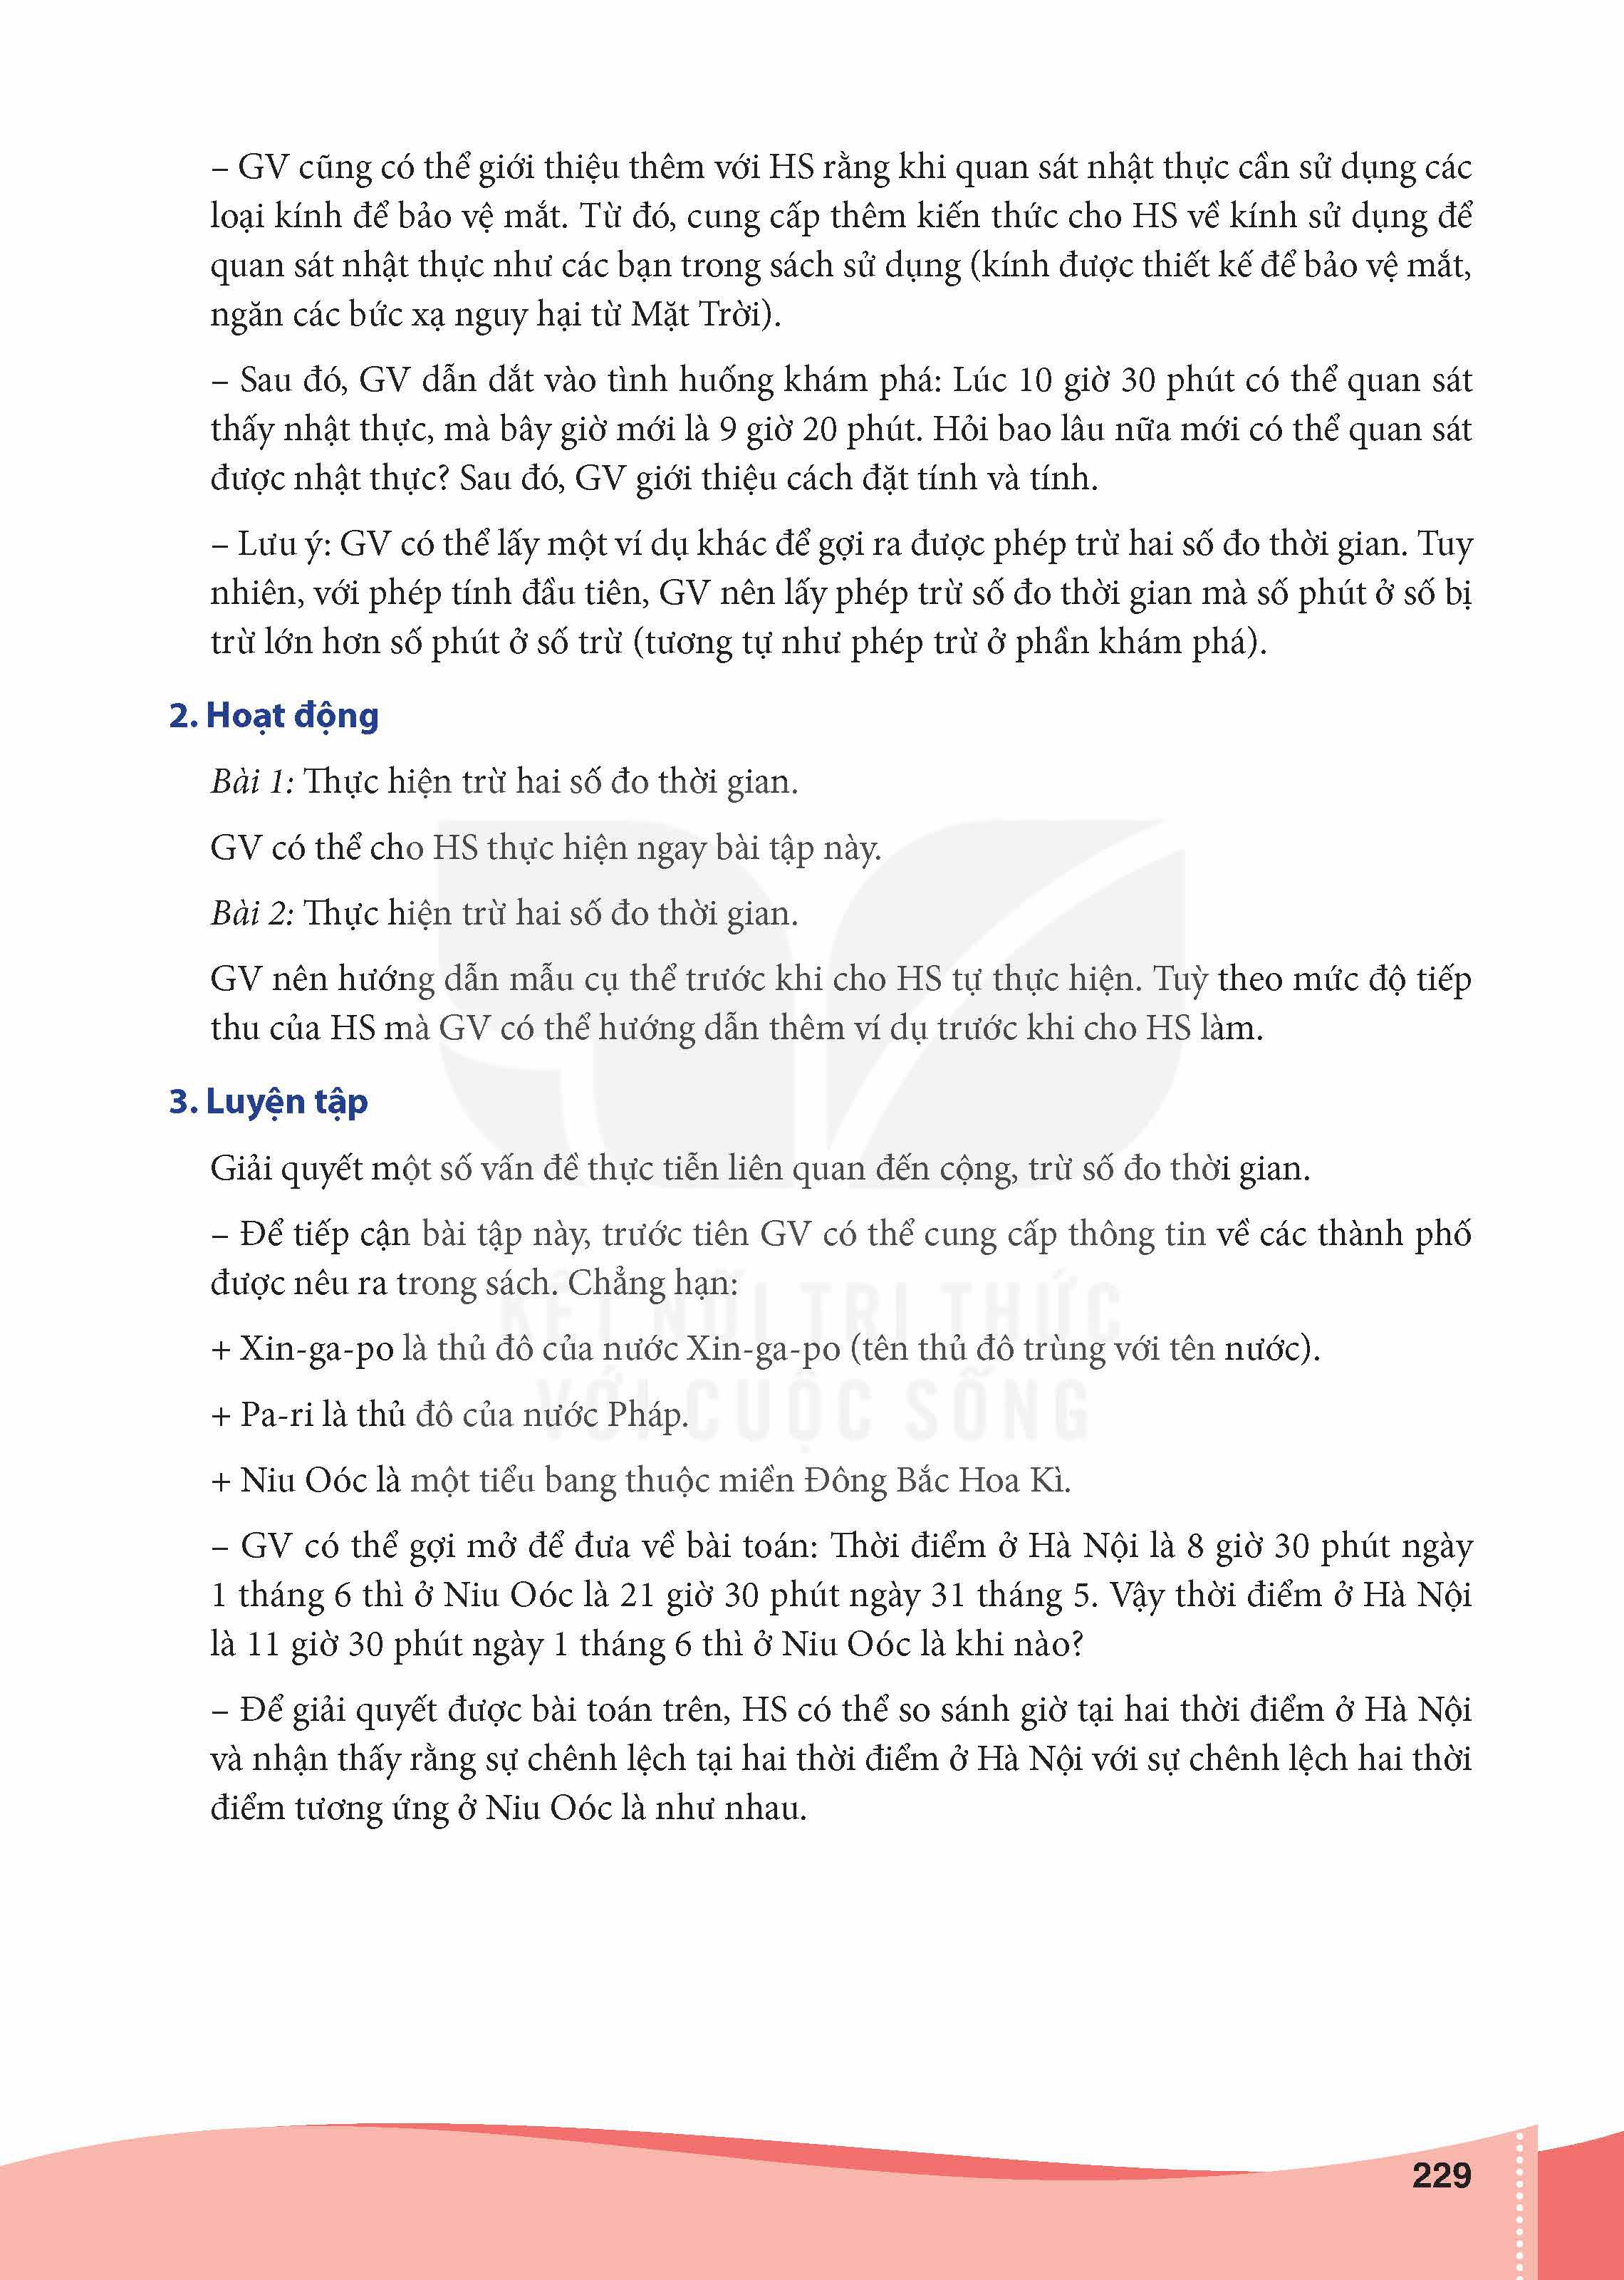 – GV cũng có thể giới thiệu thêm với HS rằng khi quan sát nhật thực cần sử dụng các
loại kính để bảo vệ mắt. Từ đó, cung cấp thêm kiến thức cho HS về kính sử dụng để
quan sát nhật thực như các bạn trong sách sử dụng (kính được thiết kế để bảo vệ mắt,
ngăn các bức xạ nguy hại từ Mặt Trời).
– Sau đó, GV dẫn dắt vào tình huống khám phá: Lúc 10 giờ 30 phút có thể quan sát
thấy nhật thực, mà bây giờ mới là 9 giờ 20 phút. Hỏi bao lâu nữa mới có thể quan sát
được nhật thực? Sau đó, GV giới thiệu cách đặt tính và tính.
– Lưu ý: GV có thể lấy một ví dụ khác để gợi ra được phép trừ hai số đo thời gian. Tuy
nhiên, với phép tính đầu tiên, GV nên lấy phép trừ số đo thời gian mà số phút ở số bị
trừ lớn hơn số phút ở số trừ (tương tự như phép trừ ở phần khám phá).
2. Hoạt động
Bài 1: Thực hiện trừ hai số đo thời gian.
GV có thể cho HS thực hiện ngay bài tập này.
Bài 2: Thực hiện trừ hai số đo thời gian.
GV nên hướng dẫn mẫu cụ thể trước khi cho HS tự thực hiện. Tuỳ theo mức độ tiếp
thu của HS mà GV có thể hướng dẫn thêm ví dụ trước khi cho HS làm.
3. Luyện tập
Giải quyết một số vấn đề thực tiễn liên quan đến cộng, trừ số đo thời gian.
– Để tiếp cận bài tập này, trước tiên GV có thể cung cấp thông tin về các thành phố
được nêu ra trong sách. Chẳng hạn:
KẾT NỐI TRI THỨC
+ Xin-ga-po là thủ đô của nước Xin-ga-po (tên thủ đô trùng với tên nước).
VỚI CUỘC SỐNG
+ Pa-ri là thủ đô của nước Pháp.
+ Niu Oóc là một tiểu bang thuộc miền Đông Bắc Hoa Kì.
– GV có thể gợi mở để đưa về bài toán: Thời điểm ở Hà Nội là 8 giờ 30 phút ngày
1 tháng 6 thì ở Niu Oóc là 21 giờ 30 phút ngày 31 tháng 5. Vậy thời điểm ở Hà Nội
là 11 giờ 30 phút ngày 1 tháng 6 thì ở Niu Oóc là khi nào?
– Để giải quyết được bài toán trên, HS có thể so sánh giờ tại hai thời điểm ở Hà Nội
và nhận thấy rằng sự chênh lệch tại hai thời điểm ở Hà Nội với sự chênh lệch hai thời
điểm tương ứng ở Niu Oóc là như nhau.
229